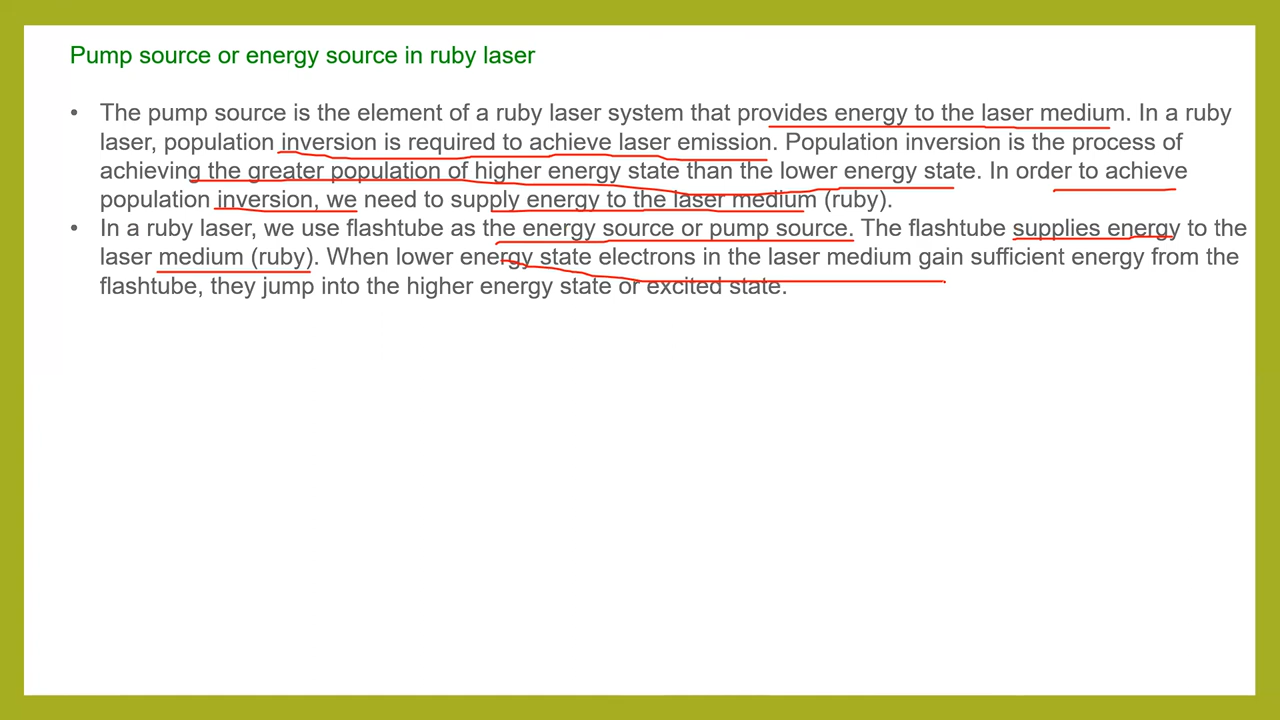 Pump source or energy source in ruby laser
• The pump source is the element of a ruby laser system that provides energy to the laser medium. In a ruby
laser, population inversion is required to achieve laser emission. Population inversion is the process of
achieving the greater population of higher energy state than the lower energy state. In order to achieve
population inversion, we need to supply energy to the laser medium (ruby).
• In a ruby laser, we use flashtube as the energy source or pump source. The flashtube supplies energy to the
laser medium (ruby). When lower energy state electrons in the laser medium gain sufficient energy from the
flashtube, they jump into the higher energy state or excited state.